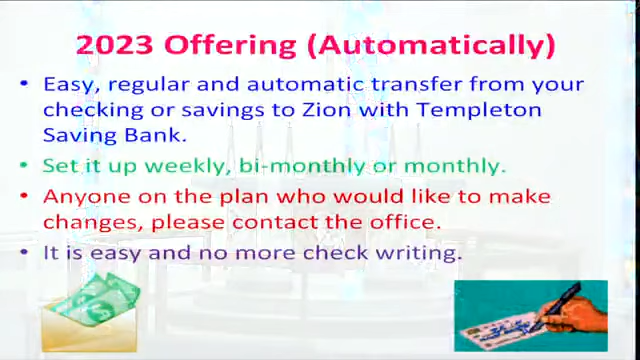 2023 Offering (Automatically)
• Easy, regular and automatic transfer from your
checking or savings to Zion with Templeton
Saving Bank.
• Set it up weekly, bi-monthly or monthly.
• Anyone on the plan who would like to make
changes, please contact the office.
• It is easy and no more check writing.